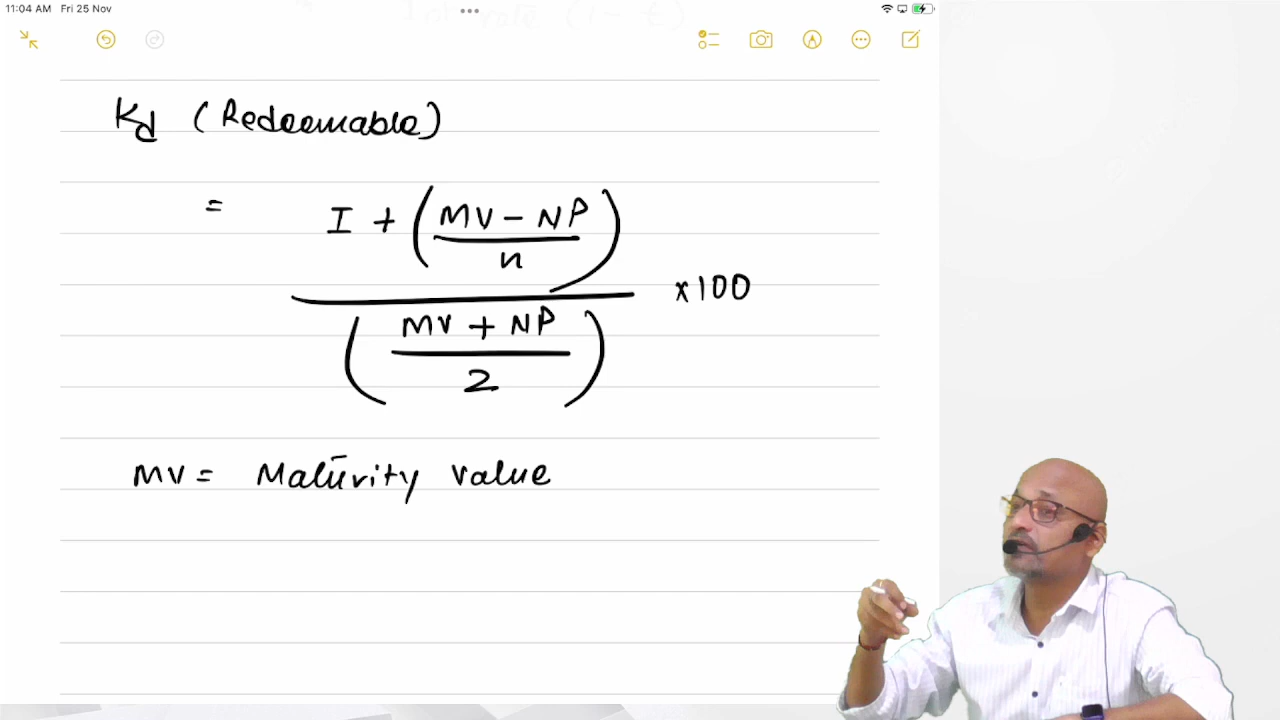 11:04 AM Fri 25 Nov
Kd (Redeemable)
= I + (MV - NP / n)
(MV + NP / 2) x100
MV = Maturity value